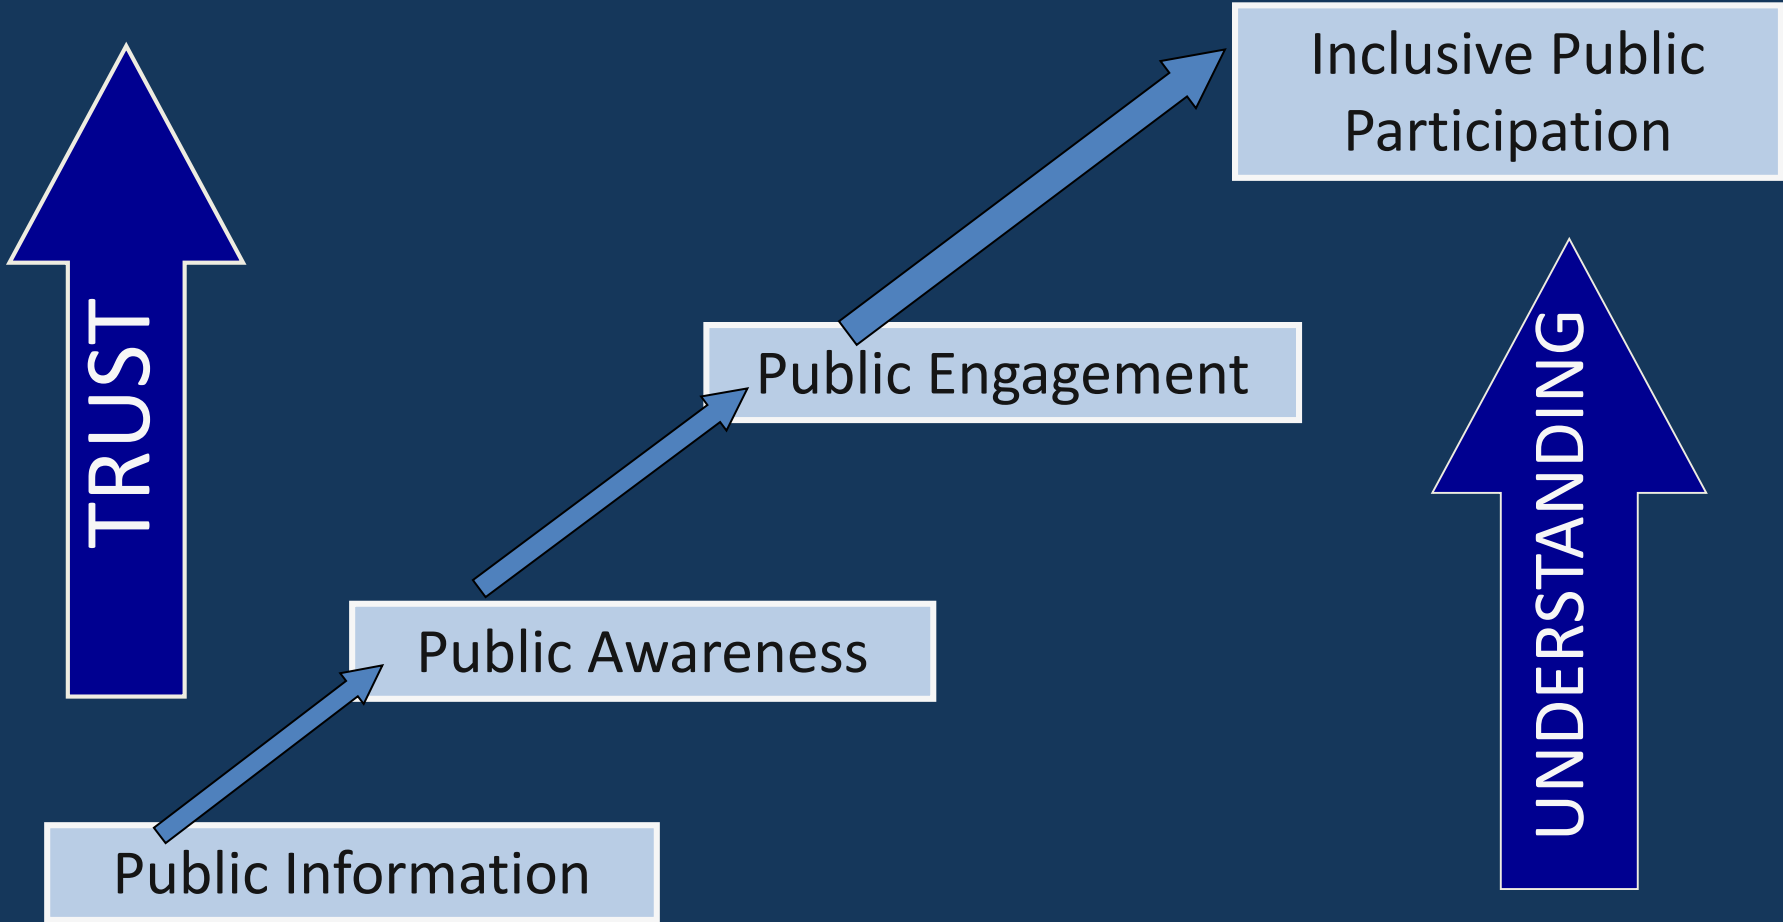 Inclusive Public
Participation
TRUST
Public Engagement
UNDERSTANDING
Public Awareness
Public Information